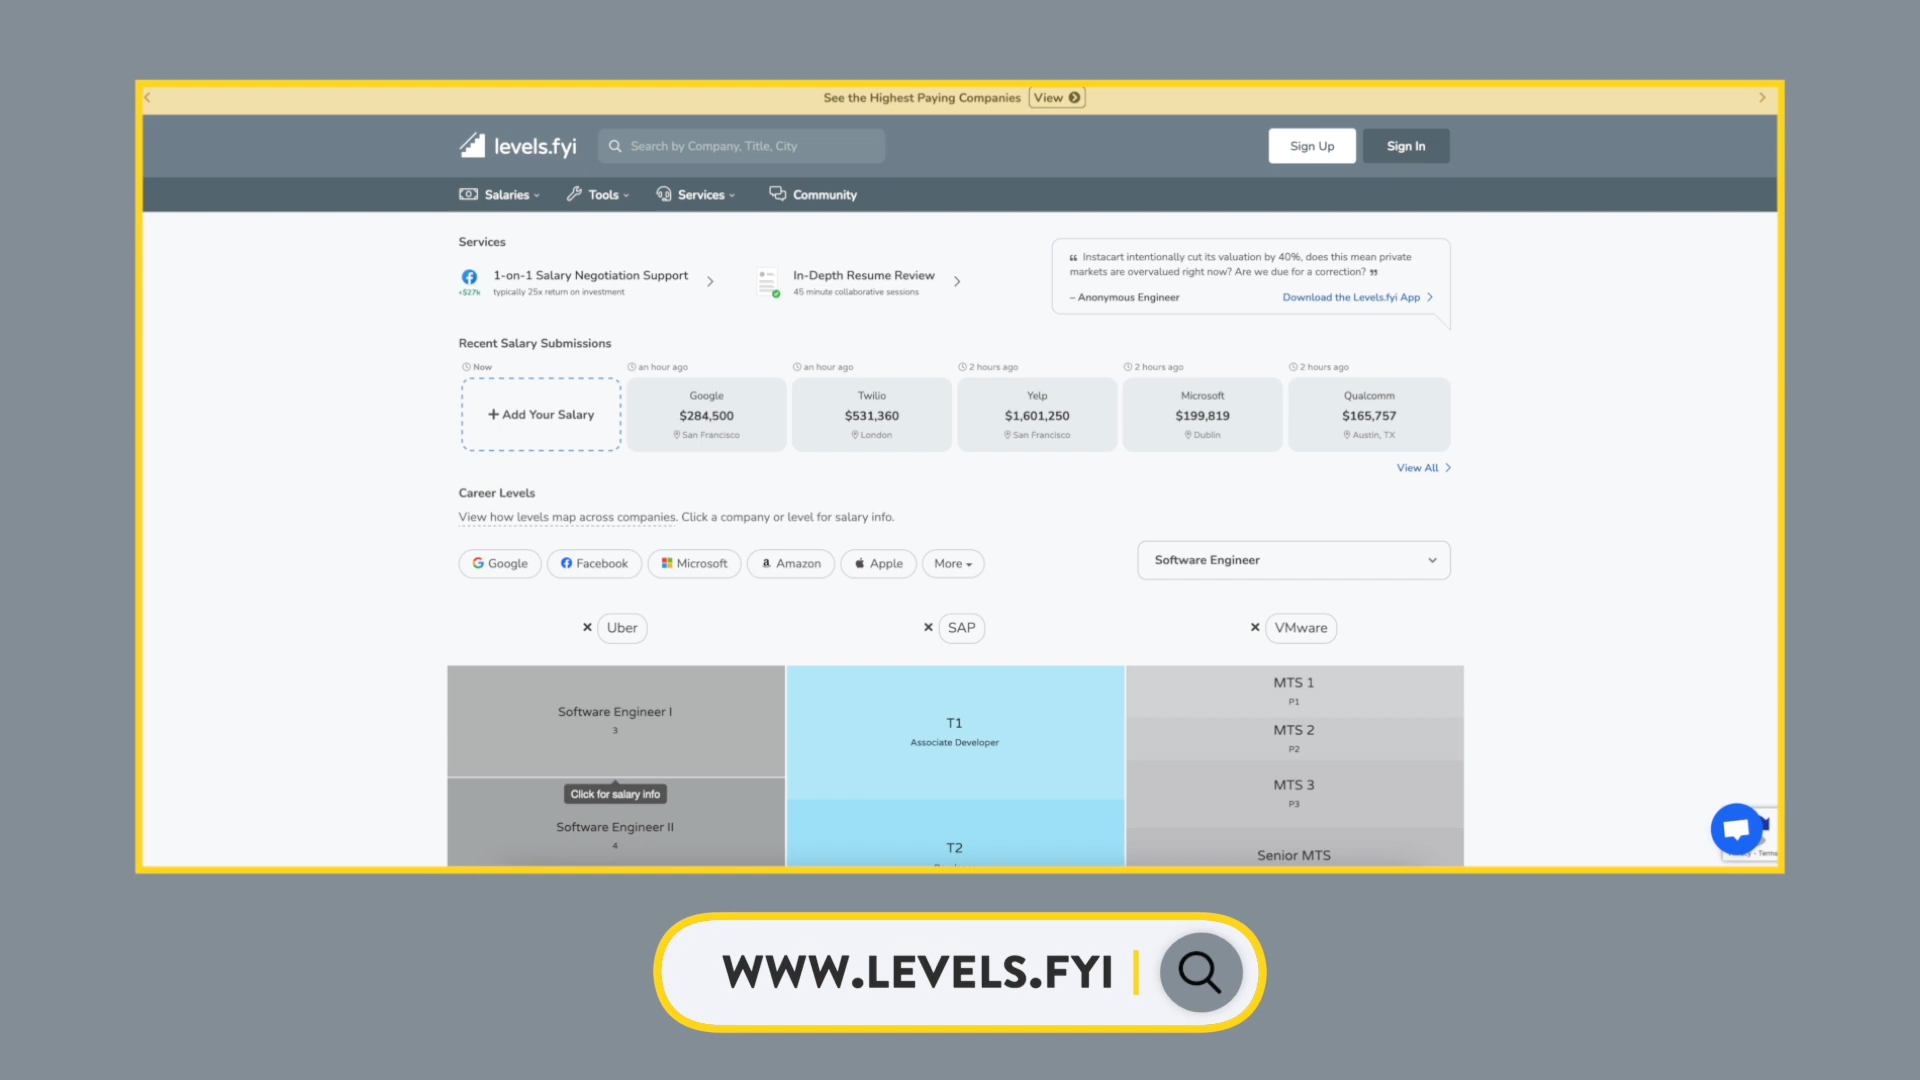 See the Highest Paying Companies View
levels.fyi
Search by Company, Title, City
Sign Up
Sign In
Salaries
Tools
Services
Community
Services
1-on-1 Salary Negotiation Support
+$27k
typically 25x return on investment
In-Depth Resume Review
45 minute collaborative sessions
“ Instacart intentionally cut its valuation by 40%, does this mean private
markets are overvalued right now? Are we due for a correction? ”
– Anonymous Engineer
Download the Levels.fyi App
Recent Salary Submissions
Now
+ Add Your Salary
an hour ago
Google
$284,500
San Francisco
an hour ago
Twilio
$531,360
London
2 hours ago
Yelp
$1,601,250
San Francisco
2 hours ago
Microsoft
$199,819
Dublin
2 hours ago
Qualcomm
$165,757
Austin, TX
View All
Career Levels
View how levels map across companies. Click a company or level for salary info.
Google
Facebook
Microsoft
Amazon
Apple
More
Software Engineer
× Uber
× SAP
× VMware
Software Engineer I
3
Click for salary info
Software Engineer II
4
T1
Associate Developer
T2
MTS 1
P1
MTS 2
P2
MTS 3
P3
Senior MTS
- Terms
WWW.LEVELS.FYI